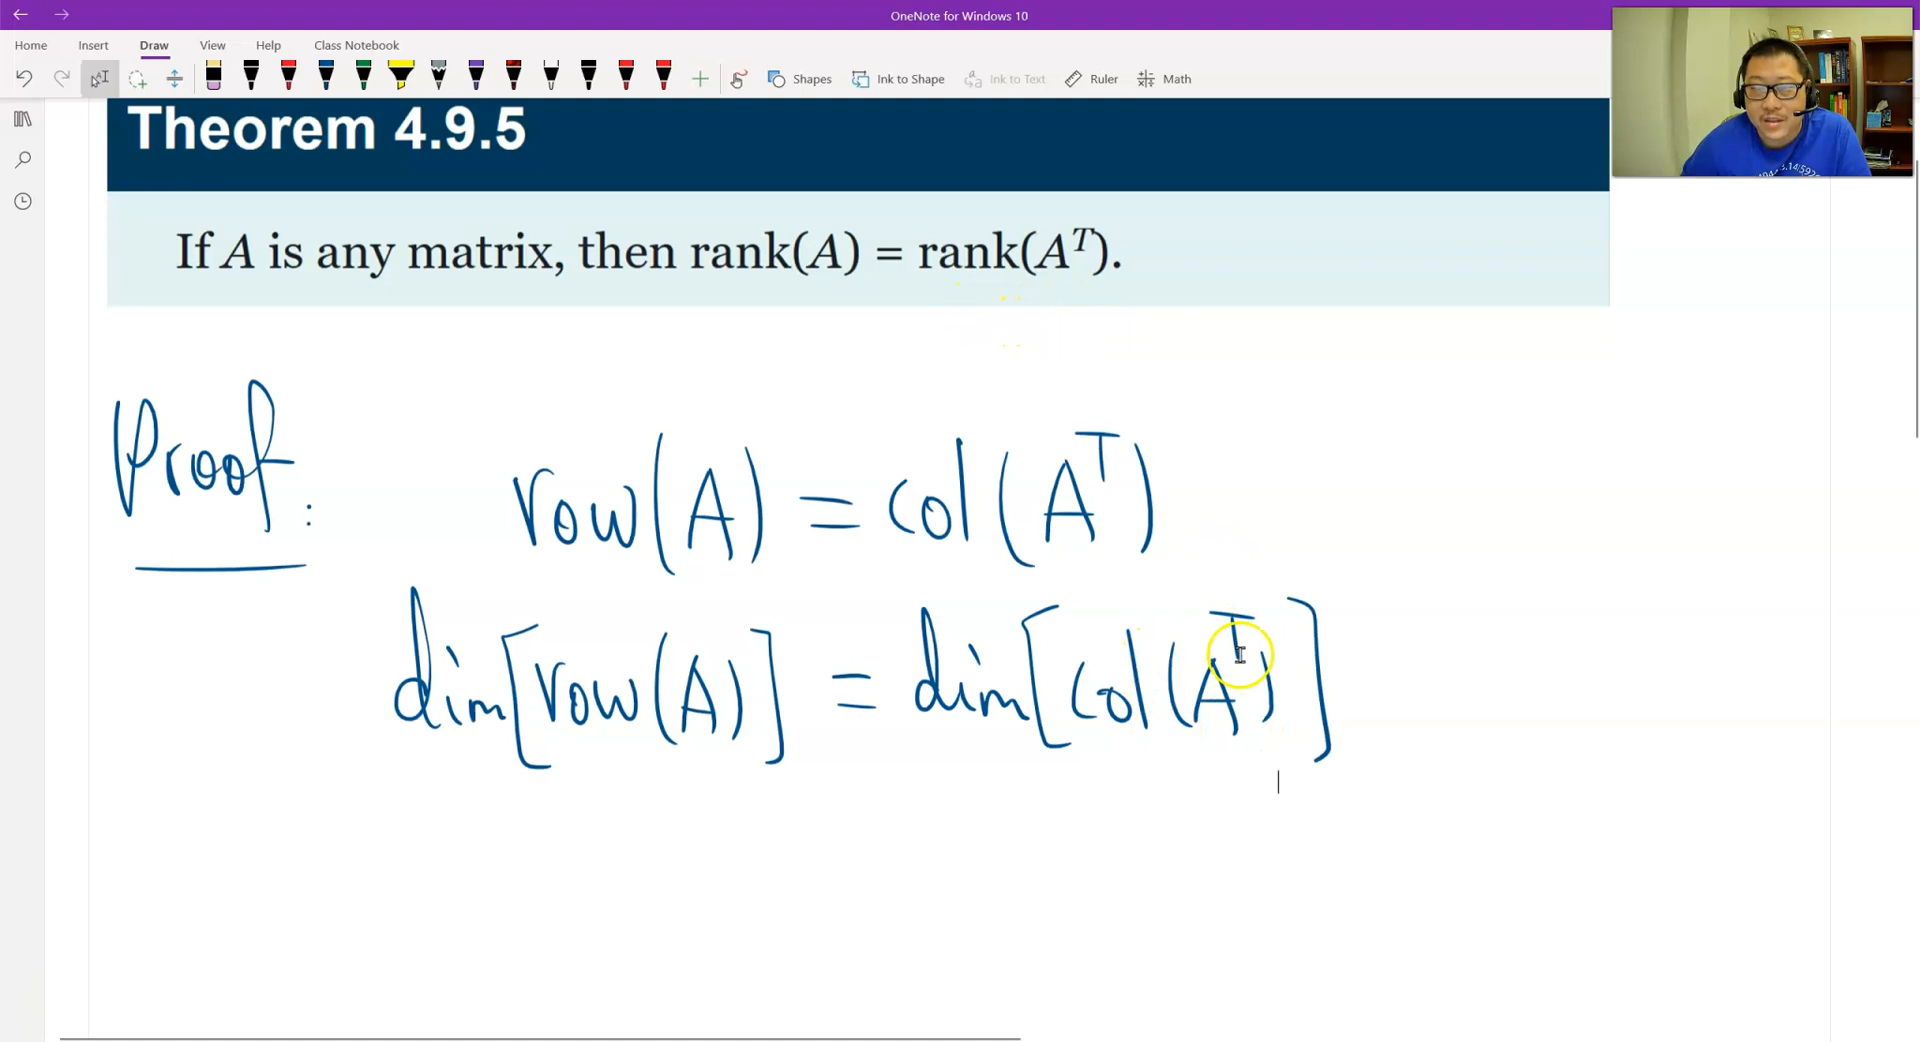 OneNote for Windows 10
Home Insert Draw View Help Class Notebook
Shapes Ink to Shape Ink to Text Ruler Math
Theorem 4.9.5
If A is any matrix, then rank(A) = rank(Aᵀ).
Proof:
row(A) = col(Aᵀ)
dim[row(A)] = dim[col(Aᵀ)]